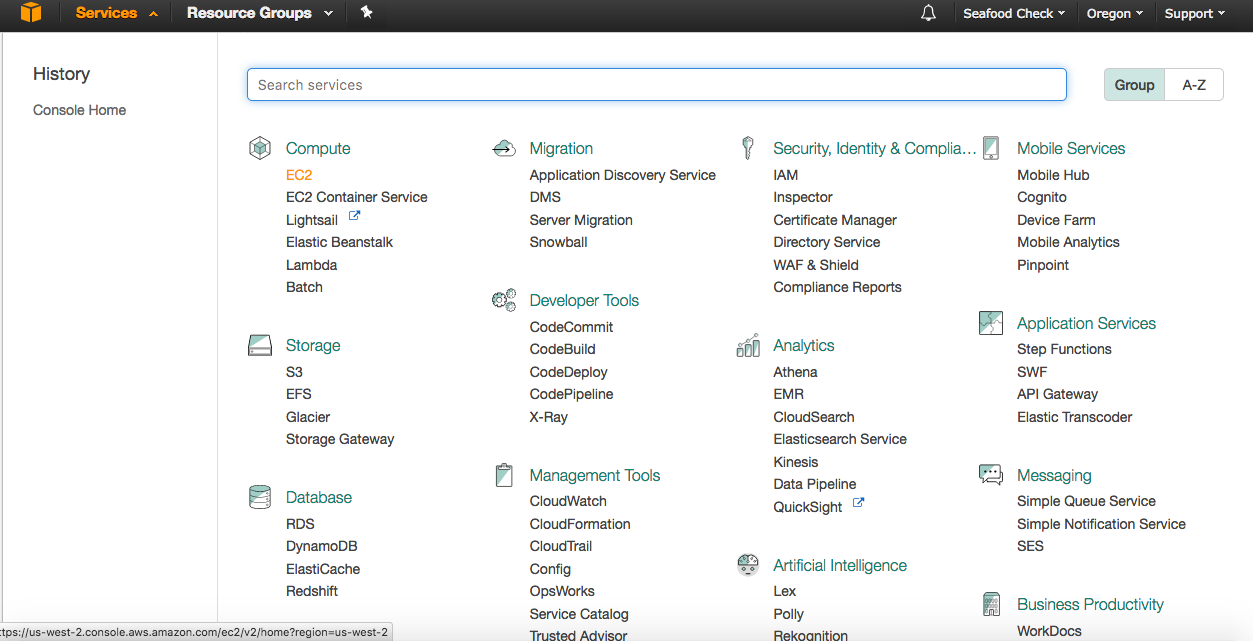 Services
Resource Groups
Seafood Check
Oregon
Support
History
Console Home
Search services
Group
A-Z
Compute
EC2
EC2 Container Service
Lightsail
Elastic Beanstalk
Lambda
Batch
Storage
S3
EFS
Glacier
Storage Gateway
Database
RDS
DynamoDB
ElastiCache
Redshift
Migration
Application Discovery Service
DMS
Server Migration
Snowball
Developer Tools
CodeCommit
CodeBuild
CodeDeploy
CodePipeline
X-Ray
Management Tools
CloudWatch
CloudFormation
CloudTrail
Config
OpsWorks
Service Catalog
Trusted Advisor
Security, Identity & Complia...
IAM
Inspector
Certificate Manager
Directory Service
WAF & Shield
Compliance Reports
Analytics
Athena
EMR
CloudSearch
Elasticsearch Service
Kinesis
Data Pipeline
QuickSight
Artificial Intelligence
Lex
Polly
Rekognition
Mobile Services
Mobile Hub
Cognito
Device Farm
Mobile Analytics
Pinpoint
Application Services
Step Functions
SWF
API Gateway
Elastic Transcoder
Messaging
Simple Queue Service
Simple Notification Service
SES
Business Productivity
WorkDocs
ttps://us-west-2.console.aws.amazon.com/ec2/v2/home?region=us-west-2